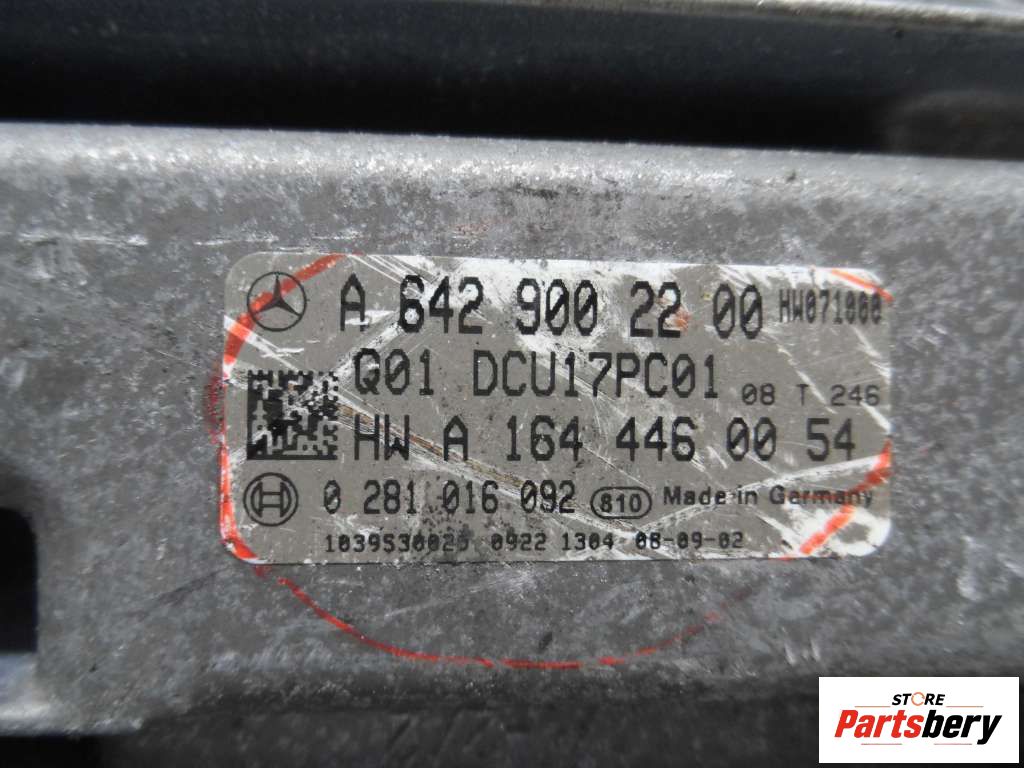 A 642 900 22 00 HW071000
Q01 DCU17PC01 08 T 246
HW A 164 446 00 54
0 281 016 092 810 Made in Germany
1039S30025 0922 1304 08-09-02
STORE
Partsbery